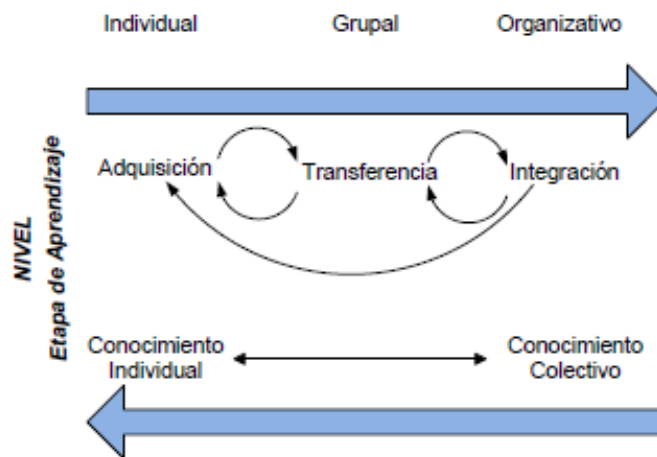 Individual Grupal Organizativo
Adquisición Transferencia Integración
NIVEL
Etapa de Aprendizaje
Conocimiento Individual
Conocimiento Colectivo